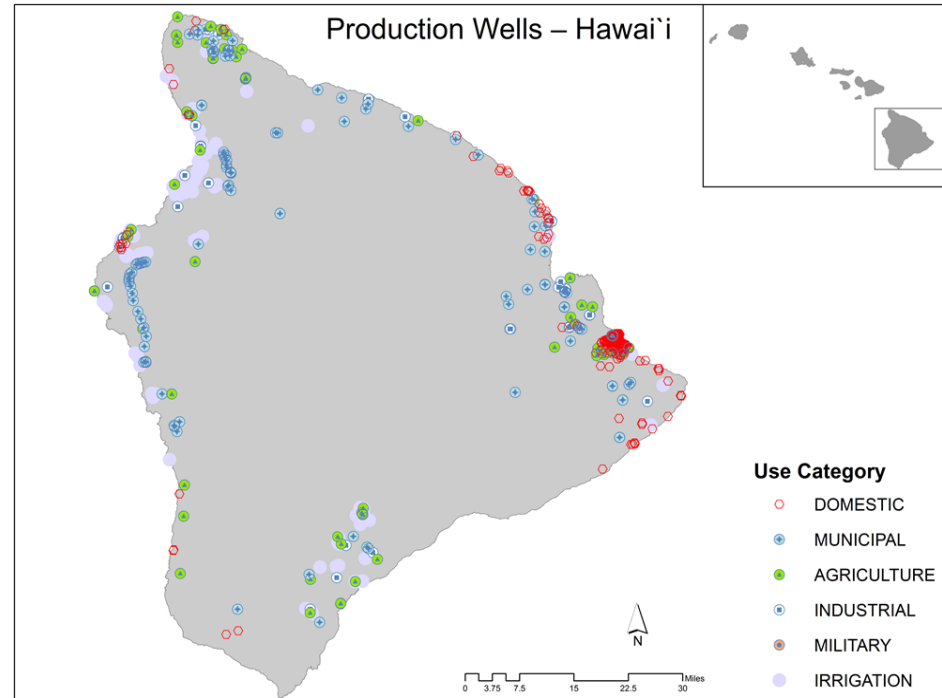 Production Wells – Hawai`i
Use Category
DOMESTIC
MUNICIPAL
AGRICULTURE
INDUSTRIAL
MILITARY
IRRIGATION
N
Miles
0 3.75 7.5 15 22.5 30